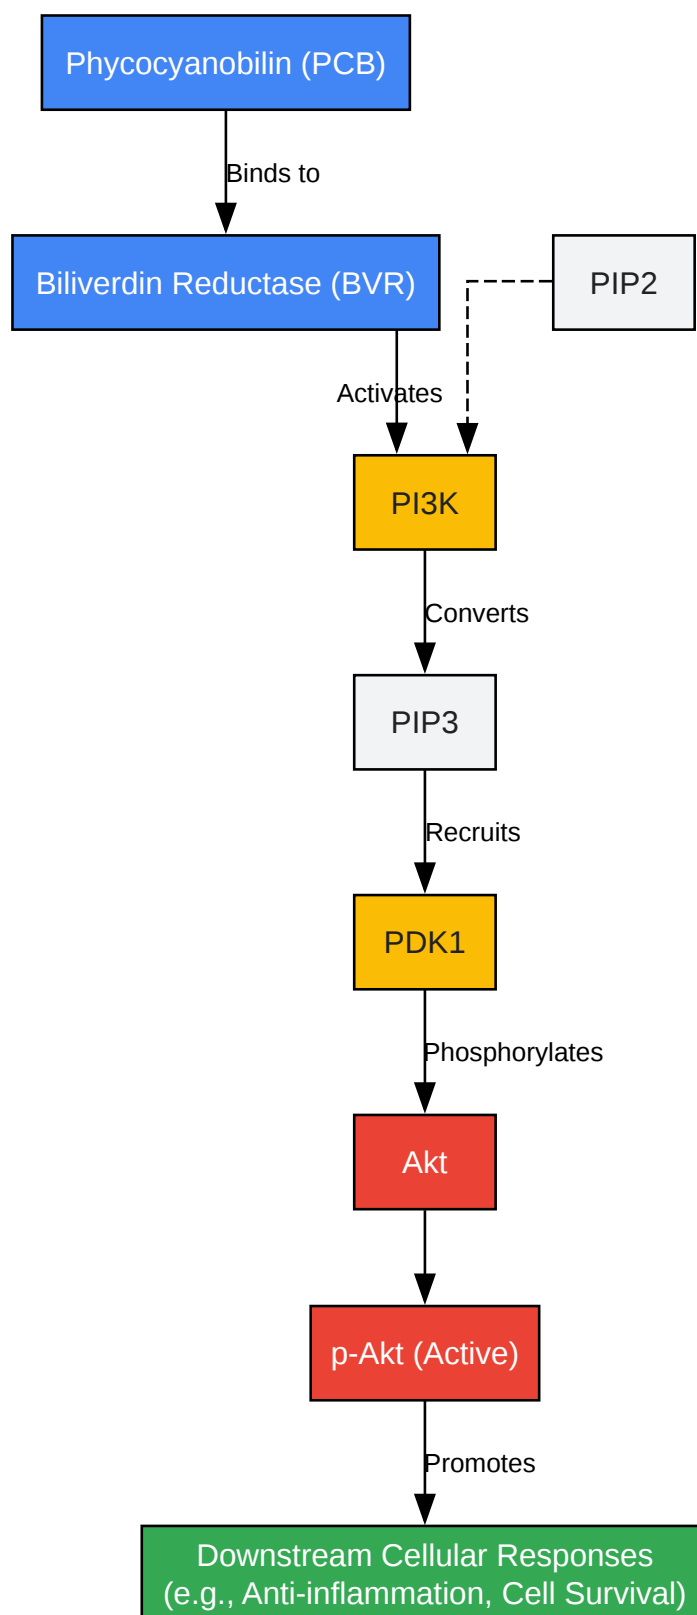 Phycocyanobilin (PCB)
Binds to
Biliverdin Reductase (BVR)
PIP2
Activates
PI3K
Converts
PIP3
Recruits
PDK1
Phosphorylates
Akt
p-Akt (Active)
Promotes
Downstream Cellular Responses
(e.g., Anti-inflammation, Cell Survival)